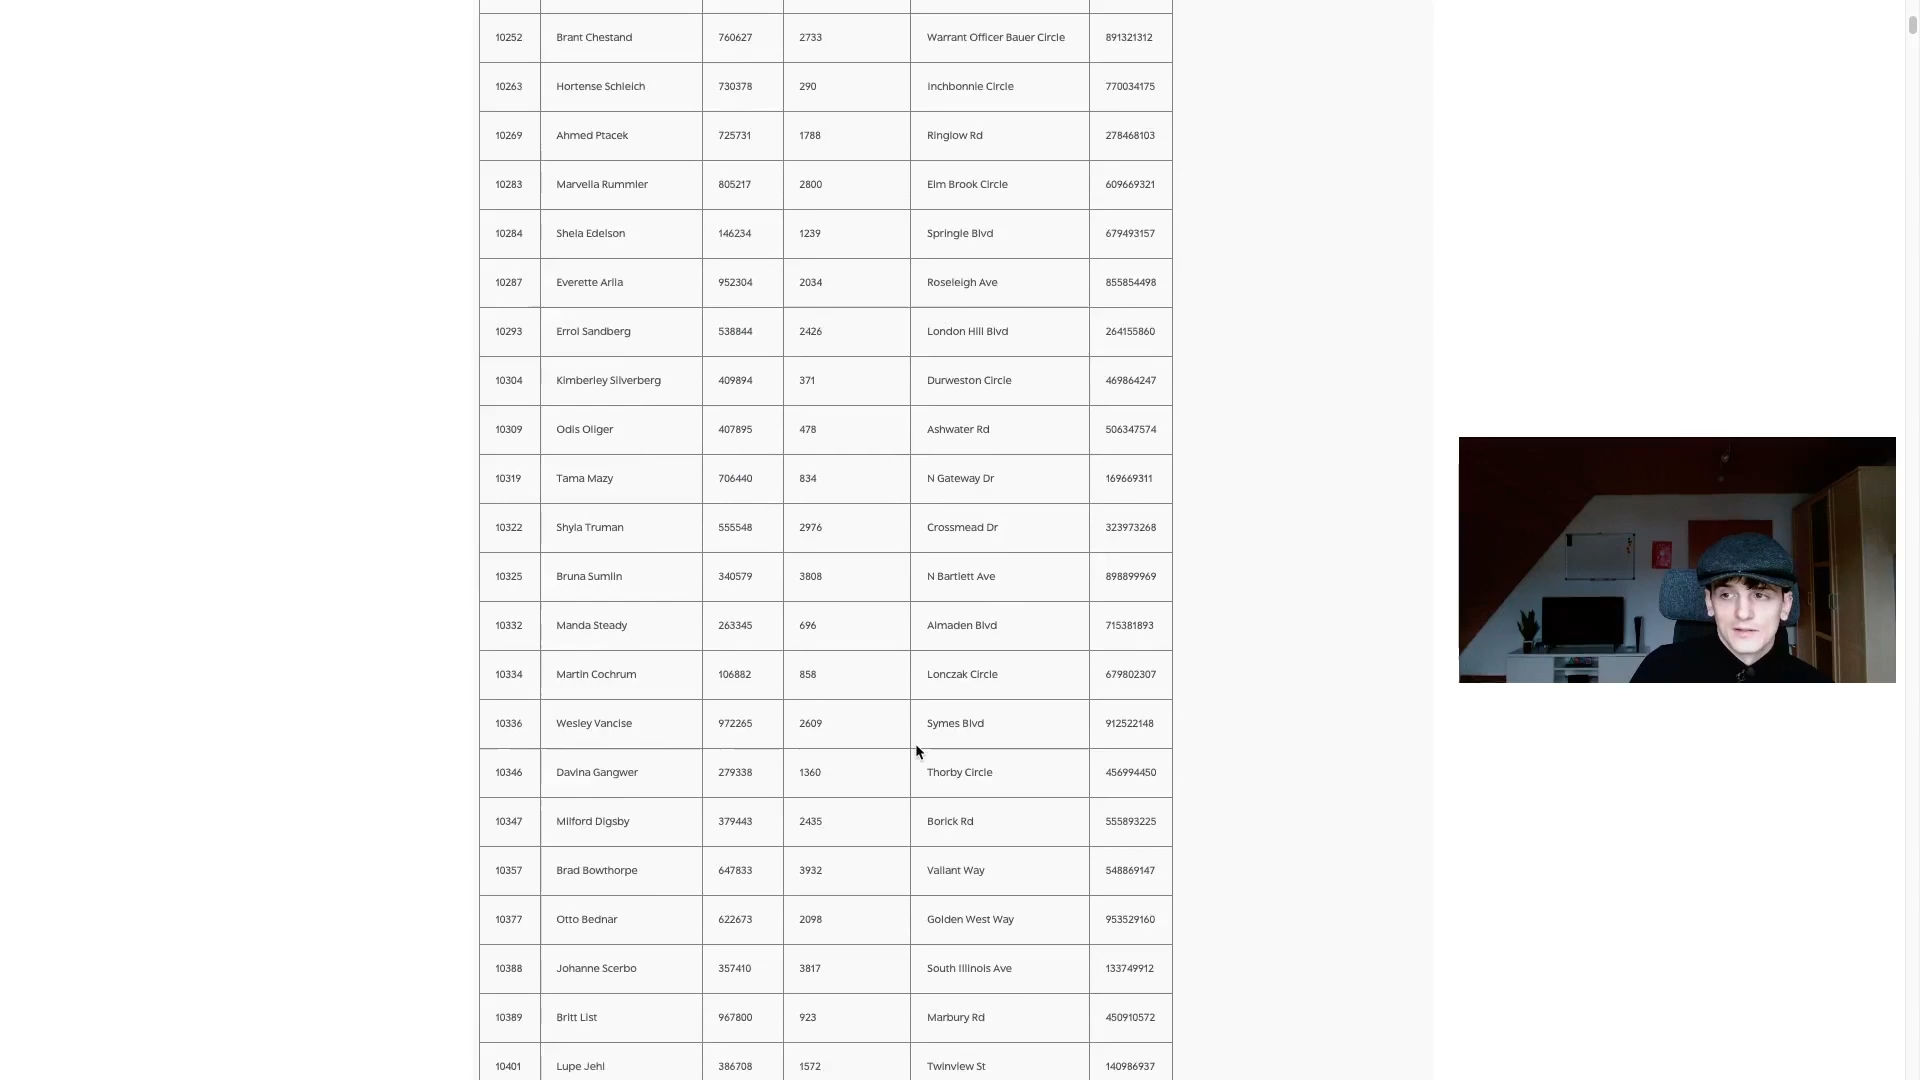 10252 Brant Chestand 760627 2733 Warrant Officer Bauer Circle 891321312
10263 Hortense Schleich 730378 290 Inchbonnie Circle 770034175
10269 Ahmed Ptacek 725731 1788 Ringlow Rd 278468103
10283 Marvella Rummler 805217 2800 Elm Brook Circle 609669321
10284 Shela Edelson 146234 1239 Springle Blvd 679493157
10287 Everette Arlia 952304 2034 Roseleigh Ave 855854498
10293 Errol Sandberg 538844 2426 London Hill Blvd 264155860
10304 Kimberley Silverberg 409894 371 Durweston Circle 469864247
10309 Odis Oliger 407895 478 Ashwater Rd 506347574
10319 Tama Mazy 706440 834 N Gateway Dr 169669311
10322 Shyla Truman 555548 2976 Crossmead Dr 323973268
10325 Bruna Sumlin 340579 3808 N Bartlett Ave 898899969
10332 Manda Steady 263345 696 Almaden Blvd 715381893
10334 Martin Cochrum 106882 858 Lonczak Circle 679802307
10336 Wesley Vancise 972265 2609 Symes Blvd 912522148
10346 Davina Gangwer 279338 1360 Thorby Circle 456994450
10347 Milford Digsby 379443 2435 Borick Rd 555893225
10357 Brad Bowthorpe 647833 3932 Valiant Way 548869147
10377 Otto Bednar 622673 2098 Golden West Way 953529160
10388 Johanne Scerbo 357410 3817 South Illinois Ave 133749912
10389 Britt List 967800 923 Marbury Rd 450910572
10401 Lupe Jehl 386708 1572 Twinview St 140986937